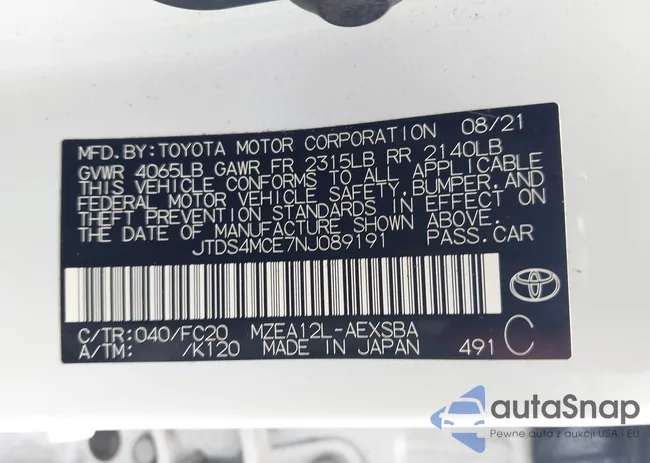 MFD. BY: TOYOTA MOTOR CORPORATION 08/21
GVWR 4065LB GAWR FR 2315LB RR 2140LB
THIS VEHICLE CONFORMS TO ALL APPLICABLE
FEDERAL MOTOR VEHICLE SAFETY, BUMPER, AND
THEFT PREVENTION STANDARDS IN EFFECT ON
THE DATE OF MANUFACTURE SHOWN ABOVE.
JTDS4MCE7NJ089191 PASS. CAR
C/TR: 040/FC20 MZEA12L-AEXSBA
A/TM: /K120 MADE IN JAPAN 491 C
autoSnap
Pewne auta z aukcji USA i EU